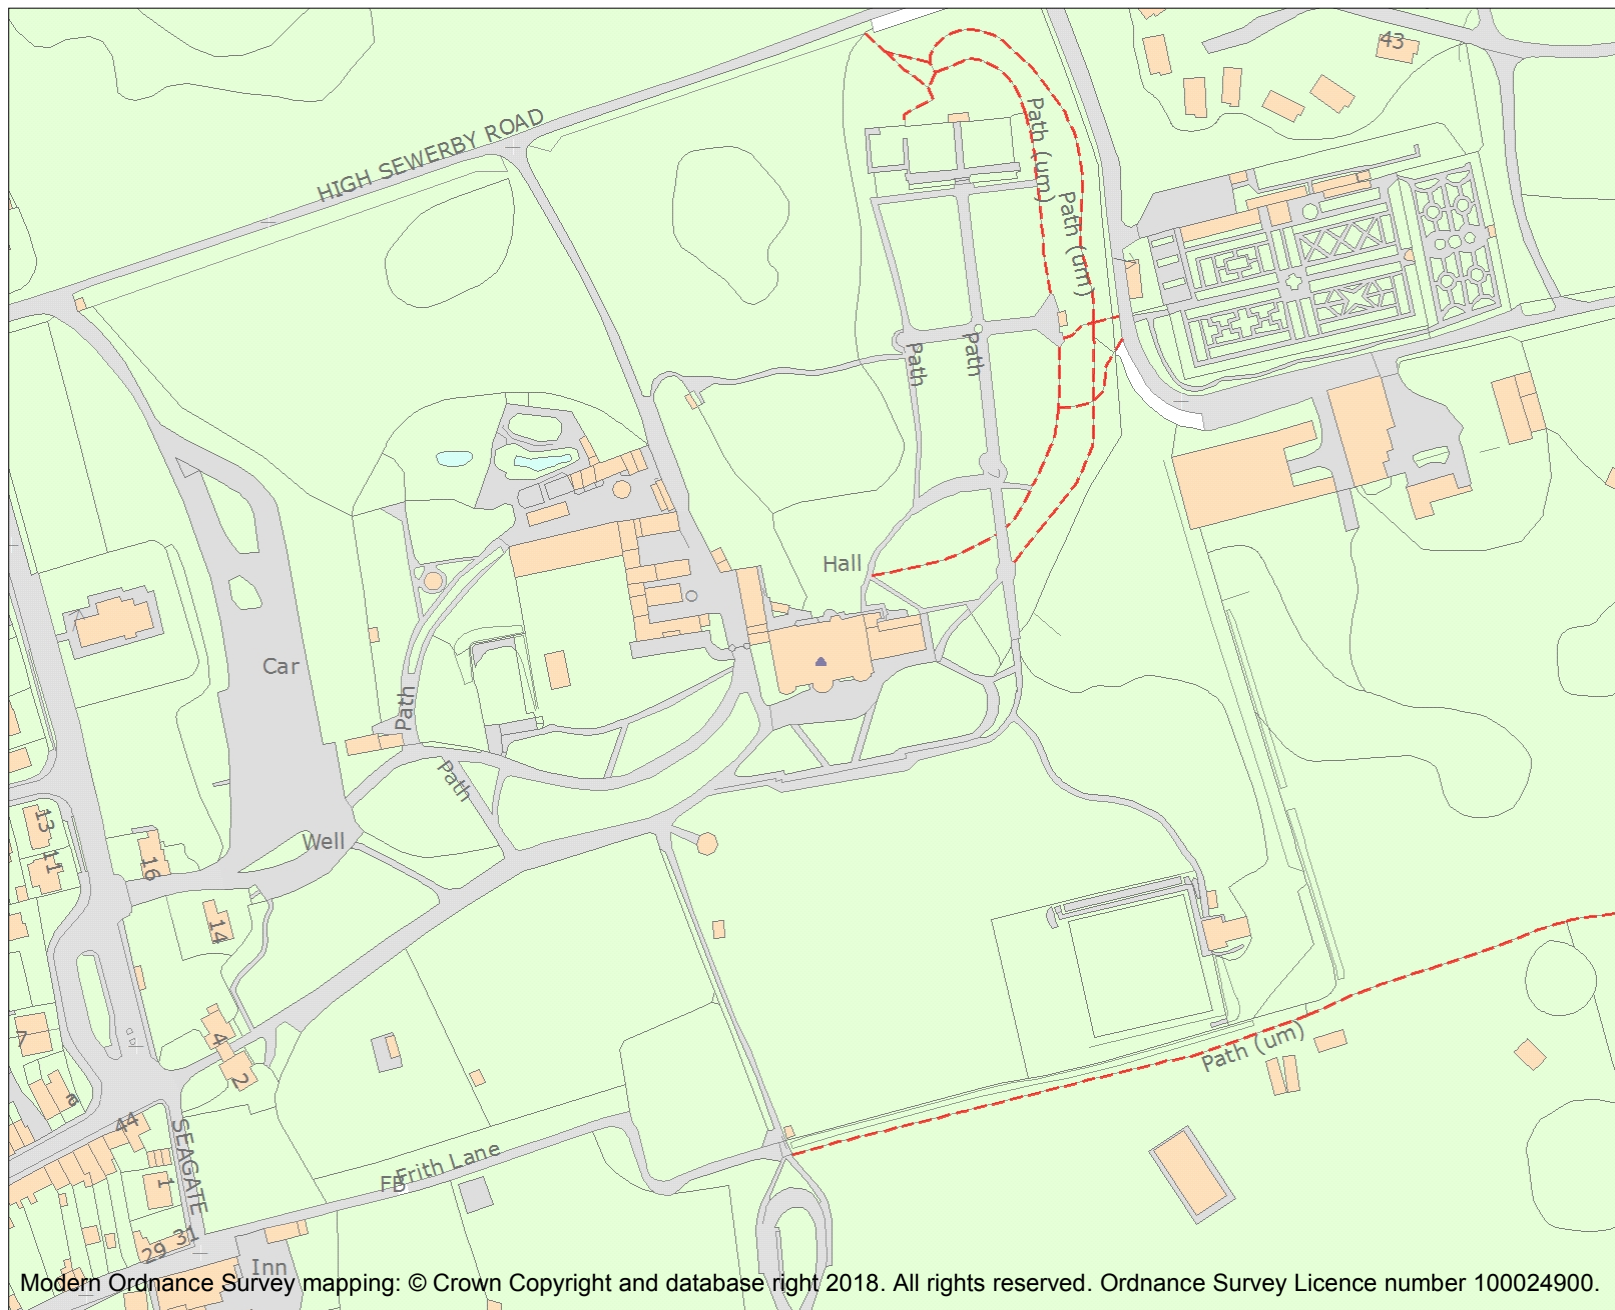 43
HIGH SEWERBY ROAD
Path (um)
Path (um)
Path
Path
Hall
Car
Path
Path
Well
13
11
16
14
7
4
2
44
SEAGATE
1
Frith Lane
FB
Path (um)
29 31
Inn
Modern Ordnance Survey mapping: © Crown Copyright and database right 2018. All rights reserved. Ordnance Survey Licence number 100024900.